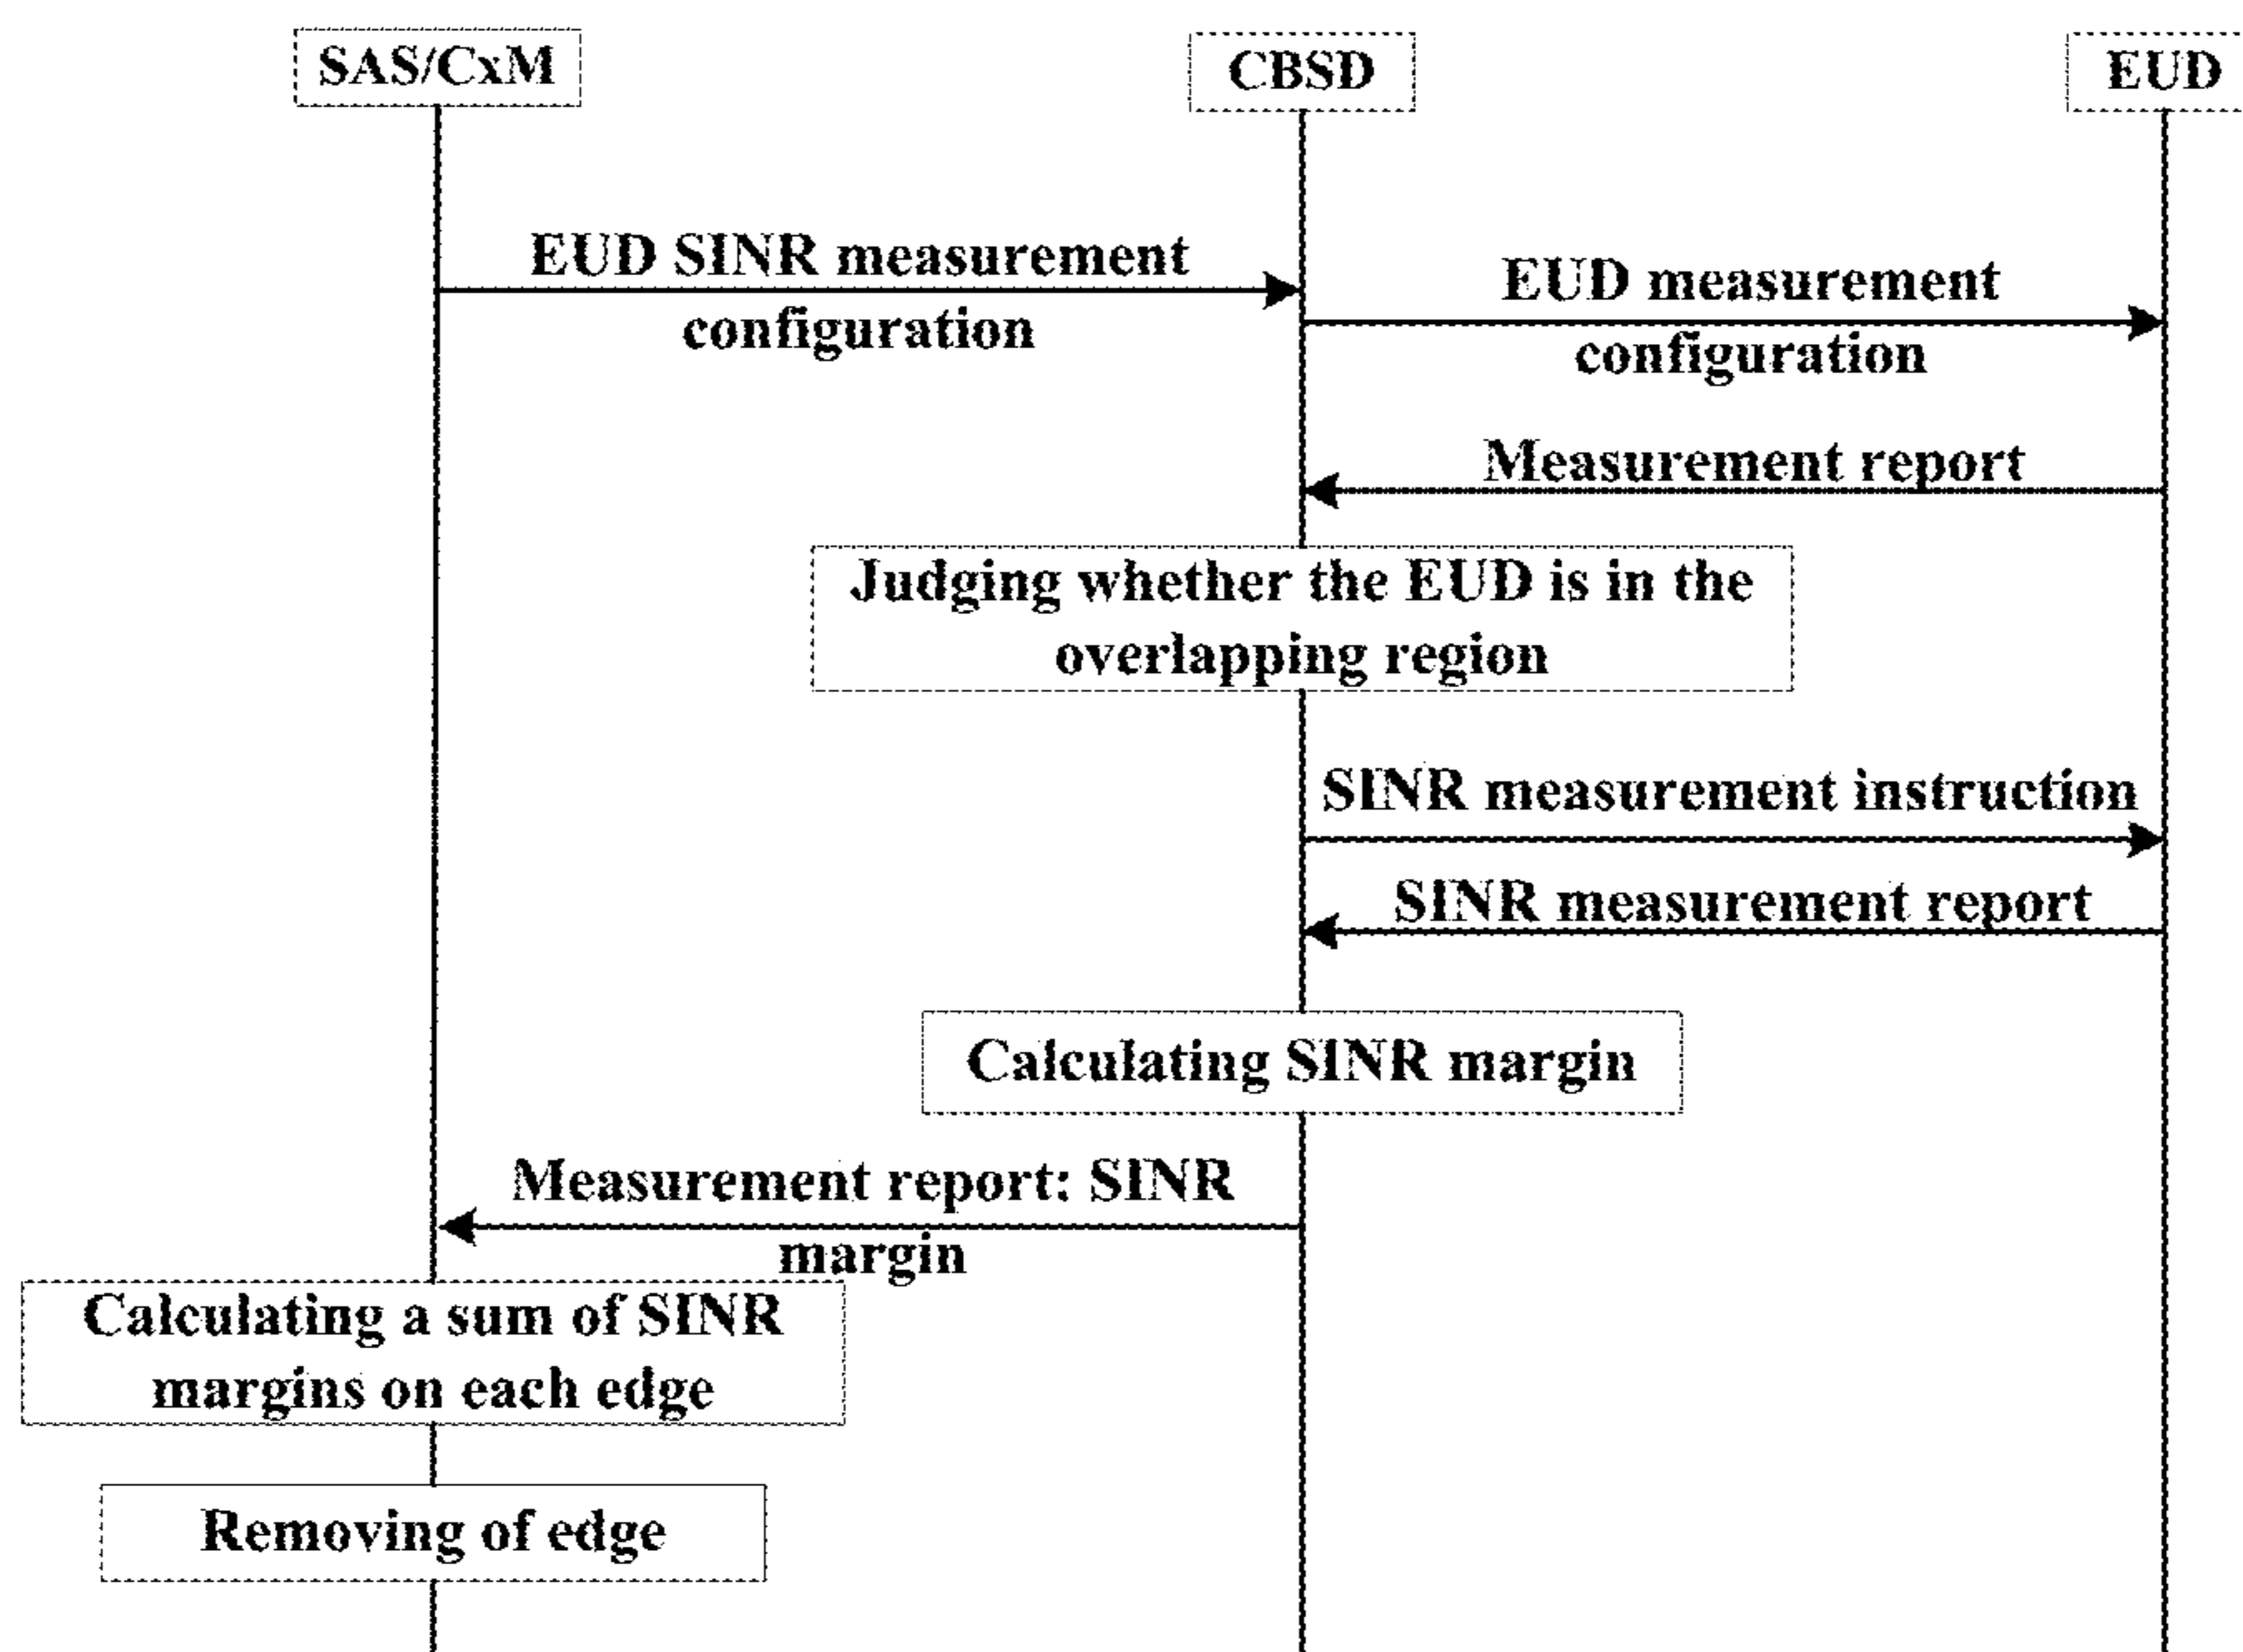 SAS/CxM
CBSD
EUD
EUD SINR measurement
configuration
EUD measurement
configuration
Measurement report
Judging whether the EUD is in the
overlapping region
SINR measurement instruction
SINR measurement report
Calculating SINR margin
Measurement report: SINR
margin
Calculating a sum of SINR
margins on each edge
Removing of edge